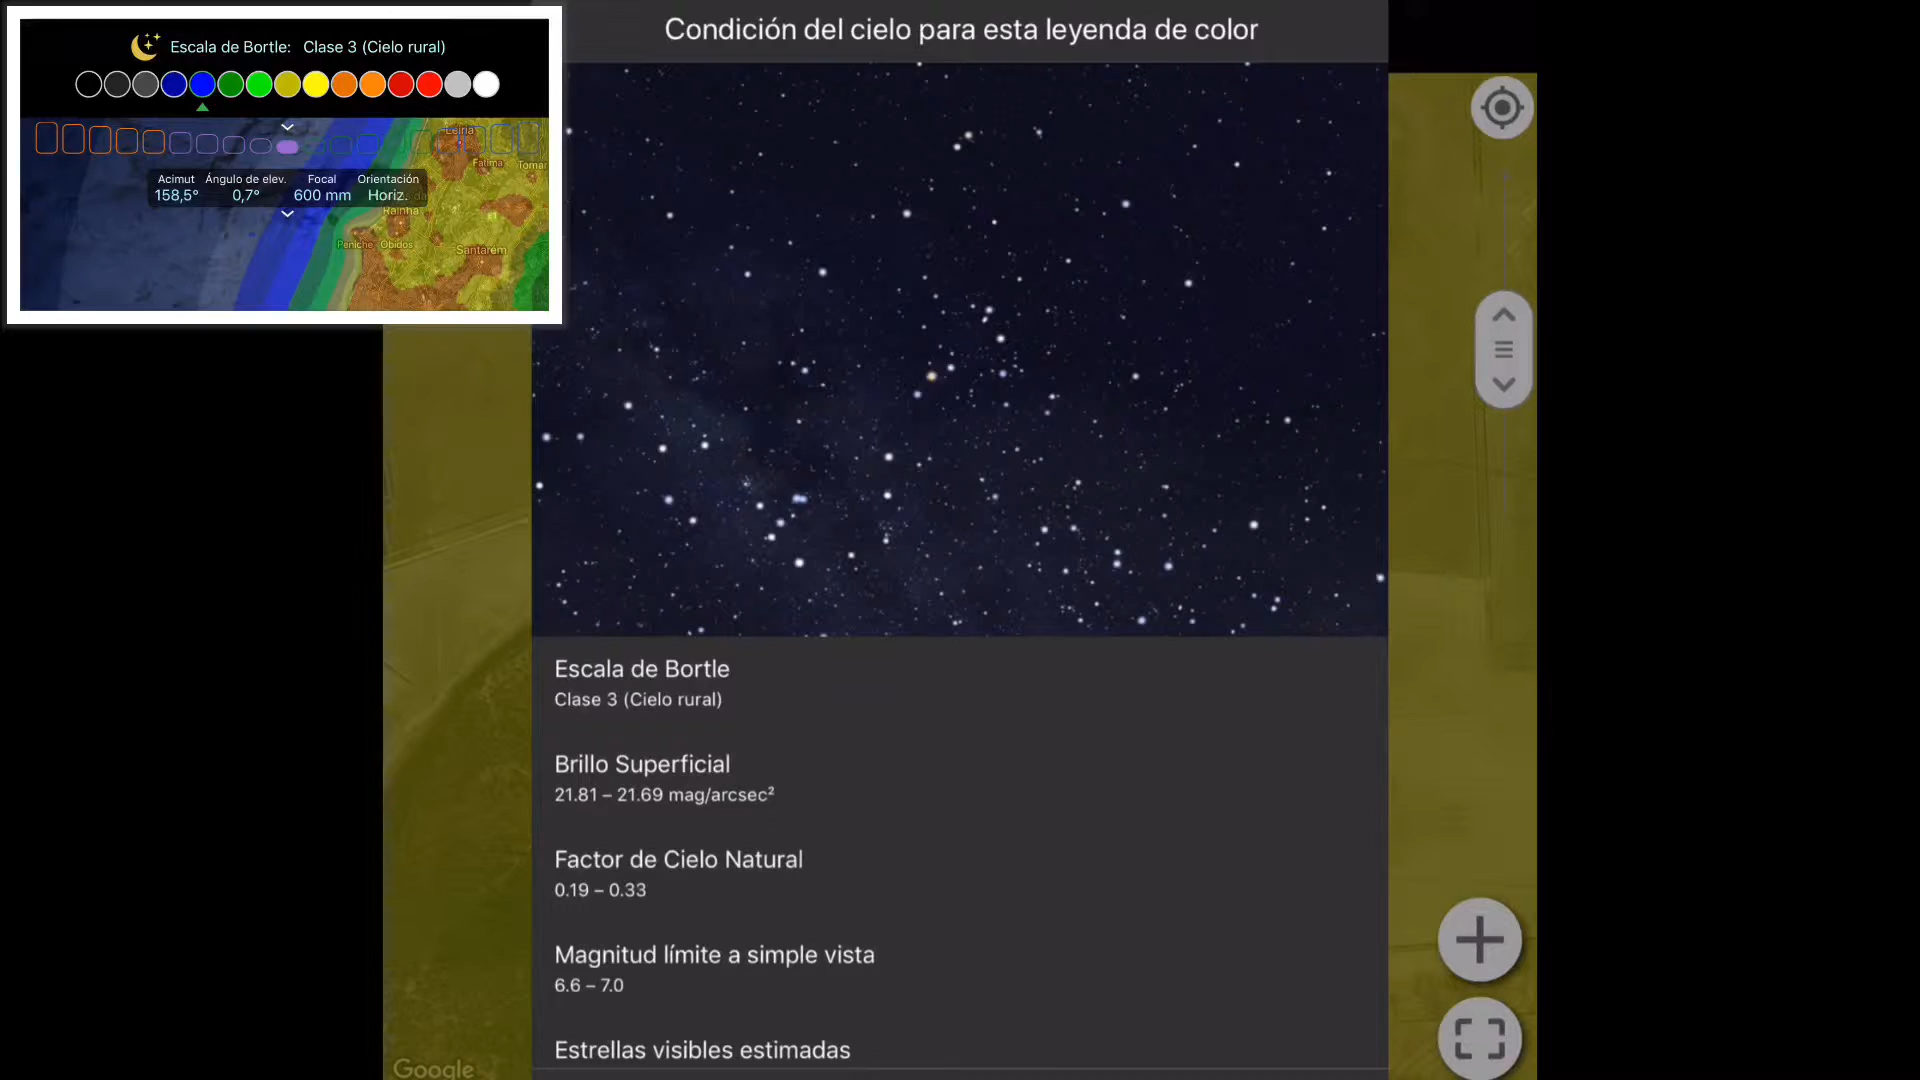 Condición del cielo para esta leyenda de color
Escala de Bortle: Clase 3 (Cielo rural)
Leiria
Fatima
Tomar
Acimut Ángulo de elev. Focal Orientación
158,5° 0,7° 600 mm Horiz.
Rainha
Peniche Obidos
Santarém
Escala de Bortle
Clase 3 (Cielo rural)
Brillo Superficial
21.81 – 21.69 mag/arcsec²
Factor de Cielo Natural
0.19 – 0.33
Magnitud límite a simple vista
6.6 – 7.0
Estrellas visibles estimadas
Google